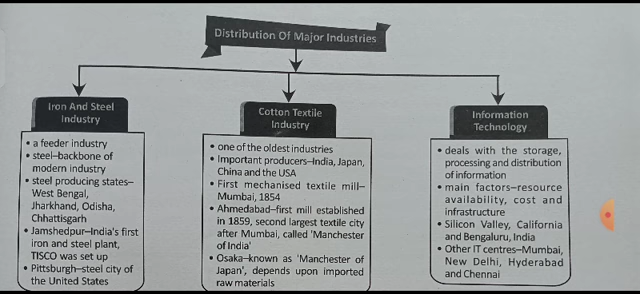 Distribution Of Major Industries
Iron And Steel
Industry
• a feeder industry
• steel–backbone of
modern industry
• steel producing states–
West Bengal,
Jharkhand, Odisha,
Chhattisgarh
• Jamshedpur–India's first
iron and steel plant,
TISCO was set up
• Pittsburgh–steel city of
the United States
Cotton Textile
Industry
• one of the oldest industries
• Important producers–India, Japan,
China and the USA
• First mechanised textile mill–
Mumbai, 1854
• Ahmedabad–first mill established
in 1859, second largest textile city
after Mumbai, called 'Manchester
of India'
• Osaka–known as 'Manchester of
Japan', depends upon imported
raw materials
Information
Technology
• deals with the storage,
processing and distribution
of information
• main factors–resource
availability, cost and
infrastructure
• Silicon Valley, California
and Bengaluru, India
• Other IT centres–Mumbai,
New Delhi, Hyderabad
and Chennai